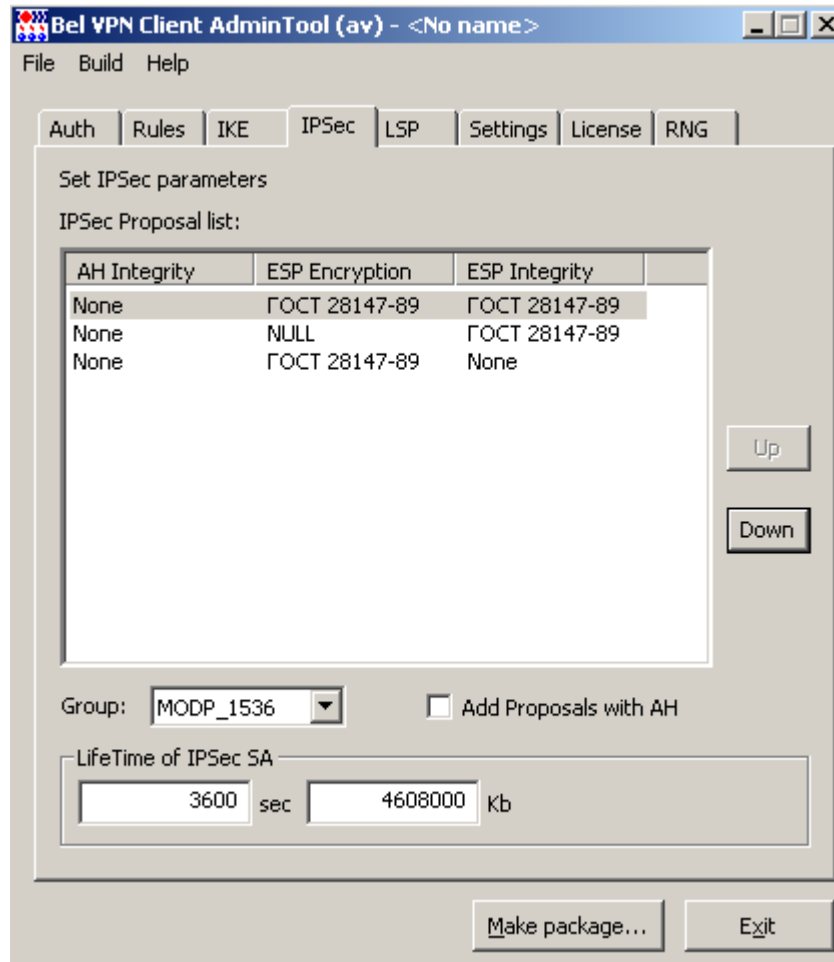 Bel VPN Client AdminTool (av) - <No name>
File Build Help
Auth Rules IKE IPSec LSP Settings License RNG
Set IPSec parameters
IPSec Proposal list:
AH Integrity ESP Encryption ESP Integrity
None ГОСТ 28147-89 ГОСТ 28147-89
None NULL ГОСТ 28147-89
None ГОСТ 28147-89 None
Up
Down
Group: MODP_1536 Add Proposals with AH
LifeTime of IPSec SA
3600 sec 4608000 Kb
Make package... Exit